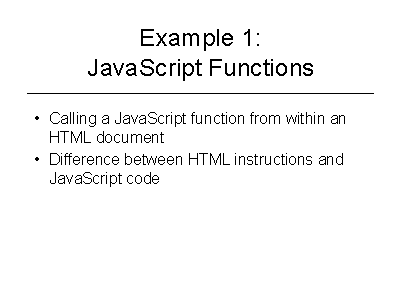 Example 1:
JavaScript Functions
• Calling a JavaScript function from within an
HTML document
• Difference between HTML instructions and
JavaScript code